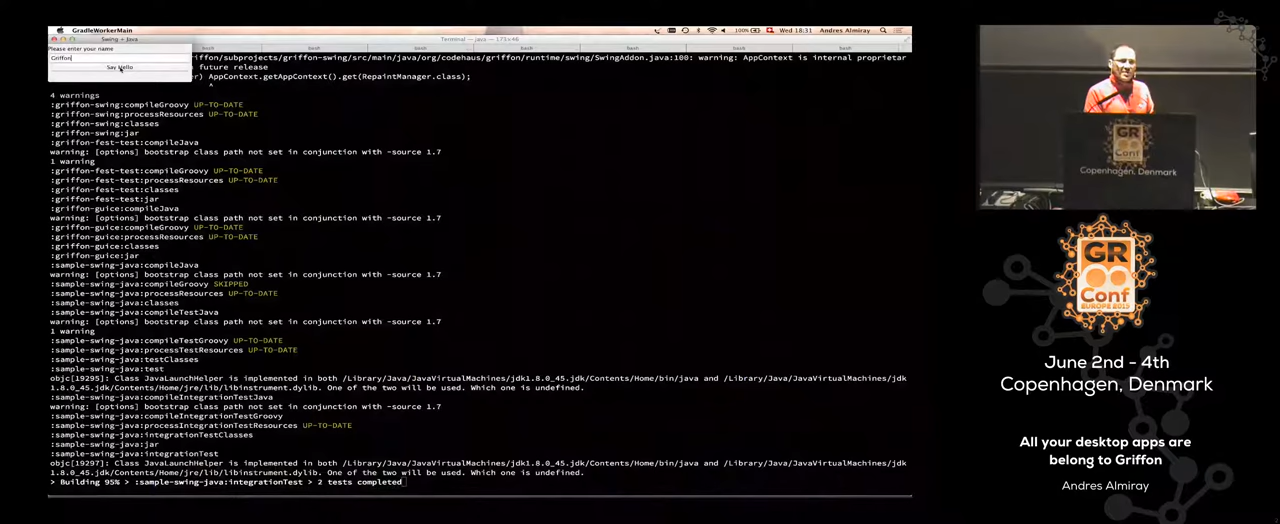 GradleWorkerMain
100%
Wed 18:31 Andres Almiray
Swing + Java
Terminal — java — 173×46
Please enter your name
Griffon
Say Hello
bash
bash
bash
bash
bash
riffon/subprojects/griffon-swing/src/main/java/org/codehaus/griffon/runtime/swing/SwingAddon.java:100: warning: AppContext is internal proprietar
future release
er) AppContext.getAppContext().get(RepaintManager.class);
^
4 warnings
:griffon-swing:compileGroovy UP-TO-DATE
:griffon-swing:processResources UP-TO-DATE
:griffon-swing:classes
:griffon-swing:jar
:griffon-fest-test:compileJava
warning: [options] bootstrap class path not set in conjunction with -source 1.7
1 warning
:griffon-fest-test:compileGroovy UP-TO-DATE
:griffon-fest-test:processResources UP-TO-DATE
:griffon-fest-test:classes
:griffon-fest-test:jar
:griffon-guice:compileJava
warning: [options] bootstrap class path not set in conjunction with -source 1.7
:griffon-guice:compileGroovy UP-TO-DATE
:griffon-guice:processResources UP-TO-DATE
:griffon-guice:classes
:griffon-guice:jar
:sample-swing-java:compileJava
warning: [options] bootstrap class path not set in conjunction with -source 1.7
:sample-swing-java:compileGroovy SKIPPED
:sample-swing-java:processResources UP-TO-DATE
:sample-swing-java:classes
:sample-swing-java:compileTestJava
warning: [options] bootstrap class path not set in conjunction with -source 1.7
1 warning
:sample-swing-java:compileTestGroovy UP-TO-DATE
:sample-swing-java:processTestResources UP-TO-DATE
:sample-swing-java:testClasses
:sample-swing-java:test
objc[19295]: Class JavaLaunchHelper is implemented in both /Library/Java/JavaVirtualMachines/jdk1.8.0_45.jdk/Contents/Home/bin/java and /Library/Java/JavaVirtualMachines/jdk
1.8.0_45.jdk/Contents/Home/jre/lib/libinstrument.dylib. One of the two will be used. Which one is undefined.
:sample-swing-java:compileIntegrationTestJava
warning: [options] bootstrap class path not set in conjunction with -source 1.7
:sample-swing-java:compileIntegrationTestGroovy
:sample-swing-java:processIntegrationTestResources UP-TO-DATE
:sample-swing-java:integrationTestClasses
:sample-swing-java:jar
:sample-swing-java:integrationTest
objc[19297]: Class JavaLaunchHelper is implemented in both /Library/Java/JavaVirtualMachines/jdk1.8.0_45.jdk/Contents/Home/bin/java and /Library/Java/JavaVirtualMachines/jdk
1.8.0_45.jdk/Contents/Home/jre/lib/libinstrument.dylib. One of the two will be used. Which one is undefined.
> Building 95% > :sample-swing-java:integrationTest > 2 tests completed
GR
Conf
Copenhagen, Denmark
GR
Conf
EUROPE 2015
June 2nd - 4th
Copenhagen, Denmark
All your desktop apps are
belong to Griffon
Andres Almiray